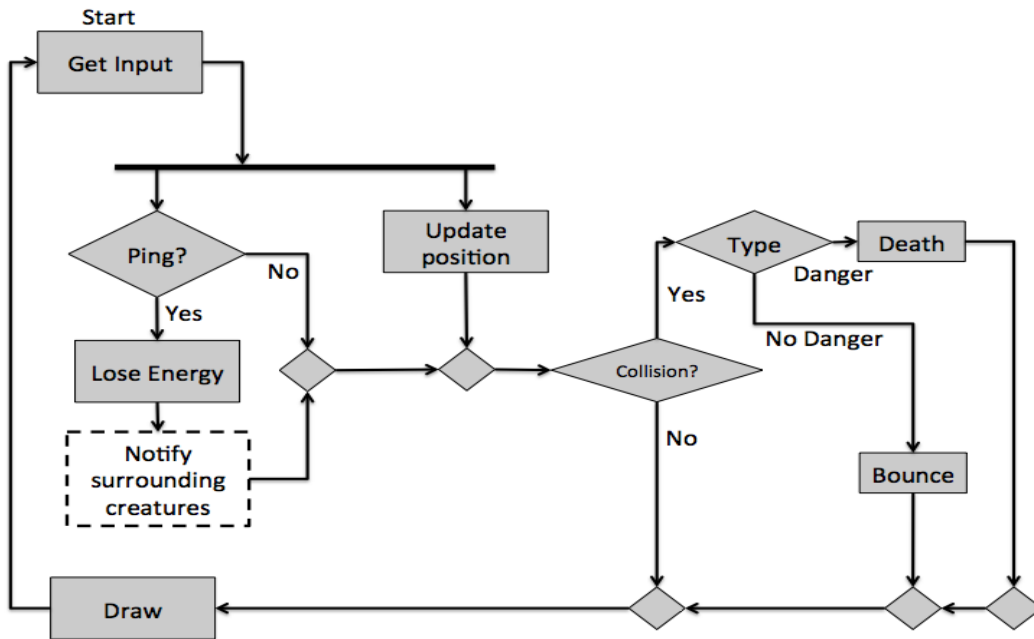 Start
Get Input
Ping?
No
Yes
Lose Energy
Notify
surrounding
creatures
Update
position
Collision?
Yes
No
Type
Danger
No Danger
Death
Bounce
Draw